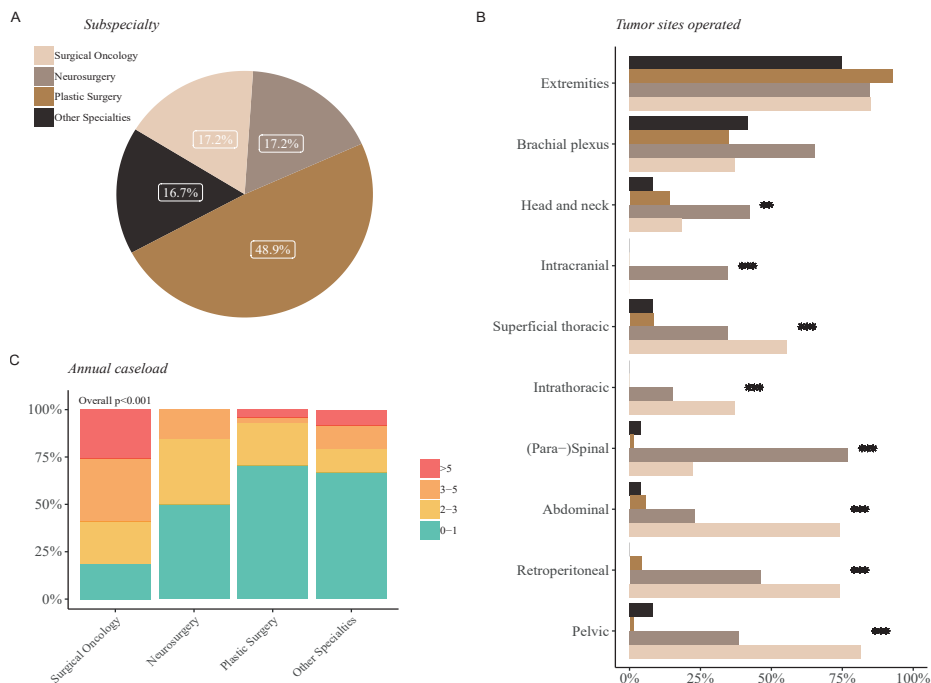 A
Subspecialty
Surgical Oncology
Neurosurgery
Plastic Surgery
Other Specialties
17.2%
17.2%
16.7%
48.9%
B
Tumor sites operated
Extremities
Brachial plexus
Head and neck
**
Intracranial
***
Superficial thoracic
***
Intrathoracic
***
(Para−)Spinal
***
Abdominal
***
Retroperitoneal
***
Pelvic
***
0%
25%
50%
75%
100%
C
Annual caseload
Overall p<0.001
100%
75%
50%
25%
0%
>5
3−5
2−3
0−1
Surgical Oncology
Neurosurgery
Plastic Surgery
Other Specialties